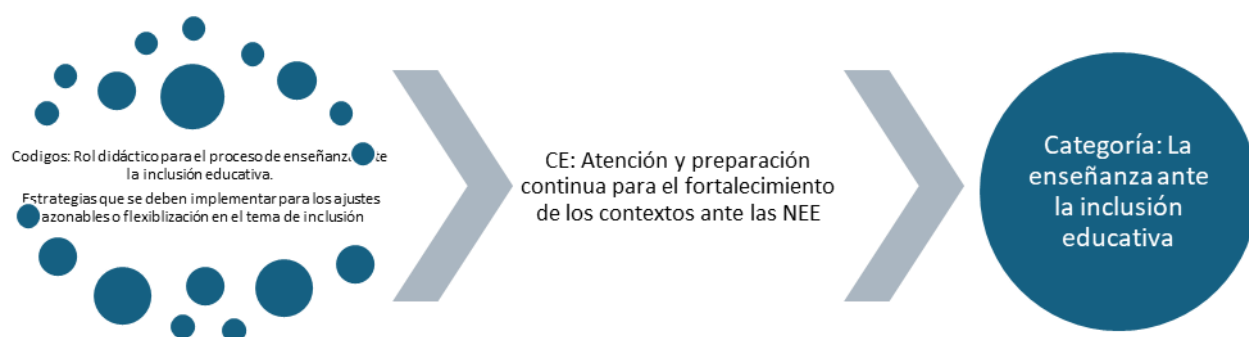 Codigos: Rol didáctico para el proceso de enseñanza
la inclusión educativa.
Estrategias que se deben implementar para los ajustes
azonables o flexiblización en el tema de inclusión
CE: Atención y preparación
continua para el fortalecimiento
de los contextos ante las NEE
Categoría: La
enseñanza ante
la inclusión
educativa